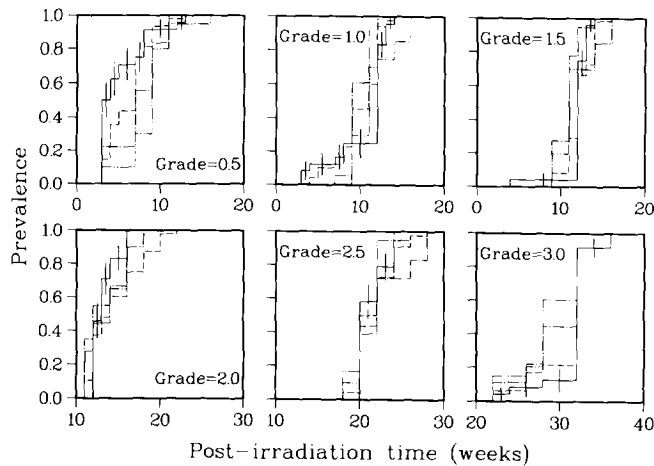 1.0
0.8
0.6
0.4
0.2
0.0
Grade=0.5
Grade=1.0
Grade=1.5
0 10 20
0 10 20
0 10 20
Prevalence
1.0
0.8
0.6
0.4
0.2
0.0
Grade=2.0
Grade=2.5
Grade=3.0
10 20 30
0 10 20 30
20 30 40
Post-irradiation time (weeks)